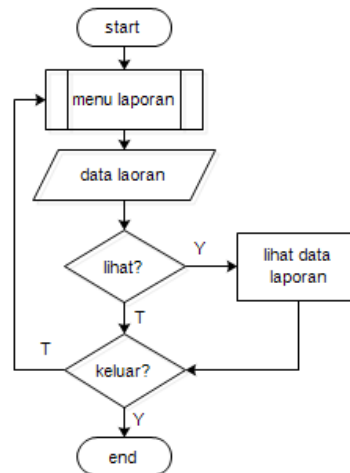 start
menu laporan
data laoran
lihat?
Y
lihat data
laporan
T
T
keluar?
Y
end